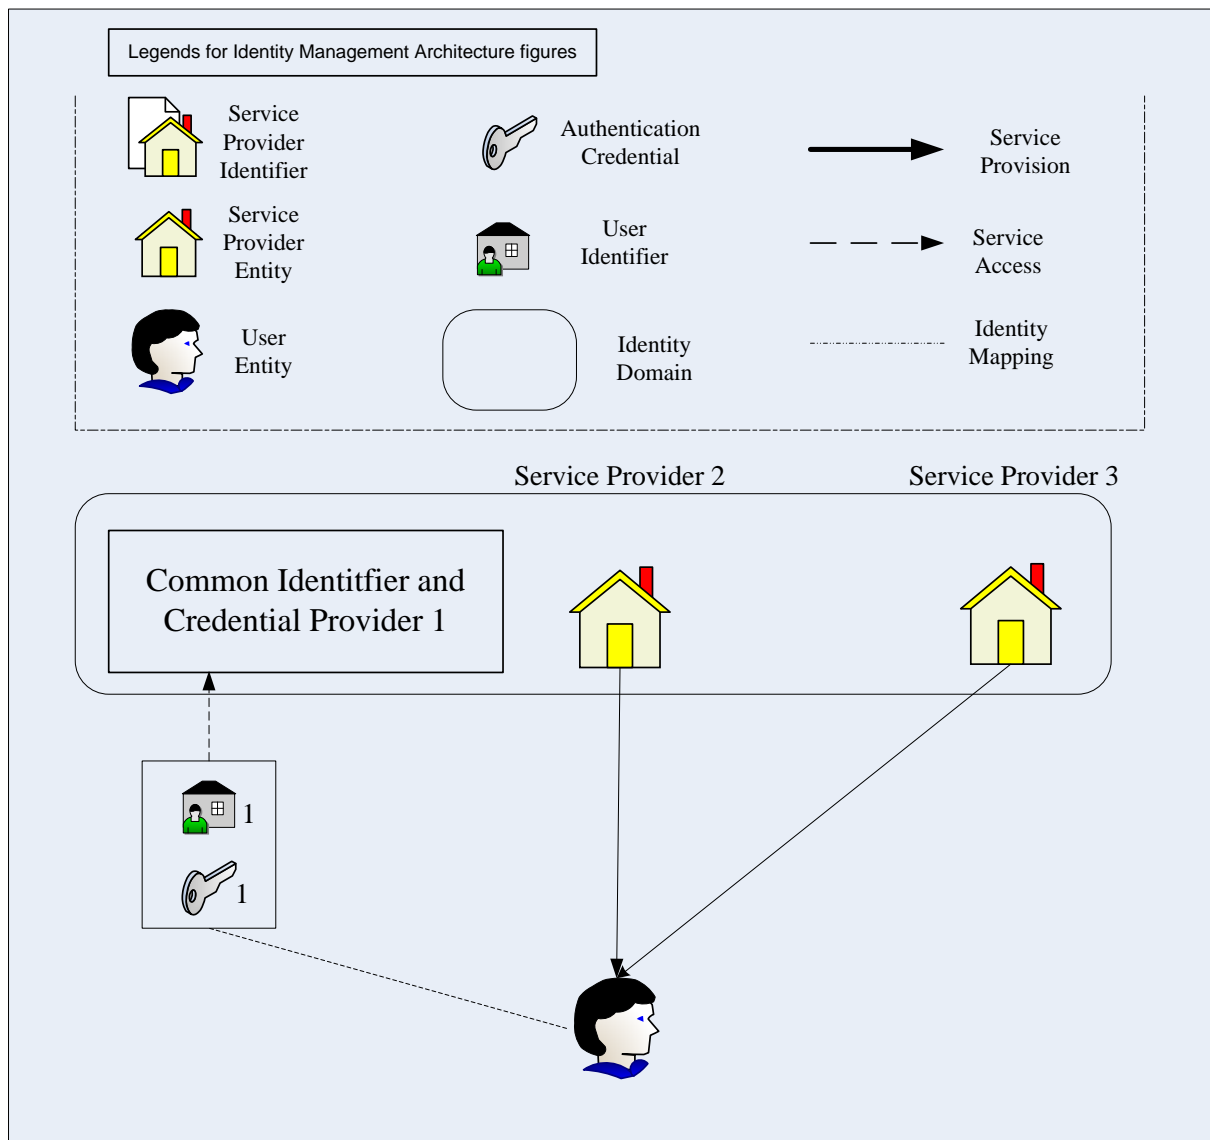 Legends for Identity Management Architecture figures
Service
Provider
Identifier
Authentication
Credential
Service
Provision
Service
Provider
Entity
User
Identifier
Service
Access
User
Entity
Identity
Domain
Identity
Mapping
Service Provider 2
Service Provider 3
Common Identitfier and
Credential Provider 1
1
1